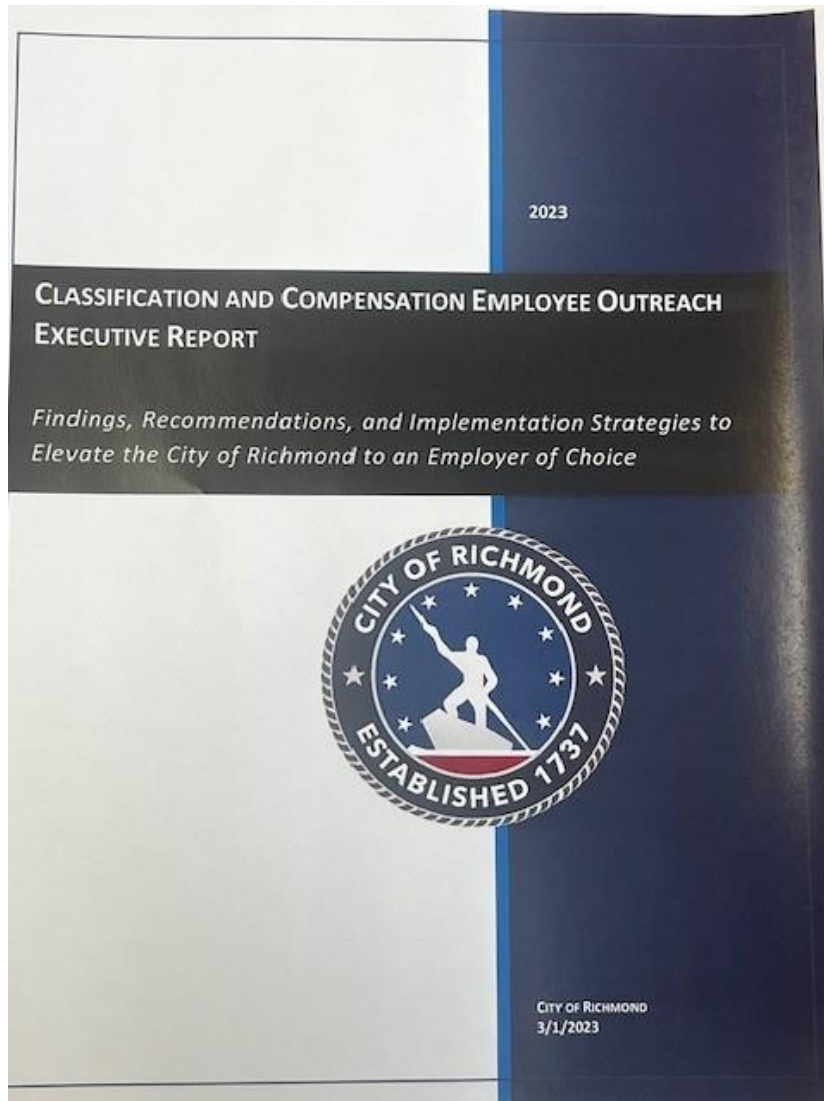 2023
CLASSIFICATION AND COMPENSATION EMPLOYEE OUTREACH
EXECUTIVE REPORT
Findings, Recommendations, and Implementation Strategies to
Elevate the City of Richmond to an Employer of Choice
CITY OF RICHMOND
ESTABLISHED 1737
CITY OF RICHMOND
3/1/2023